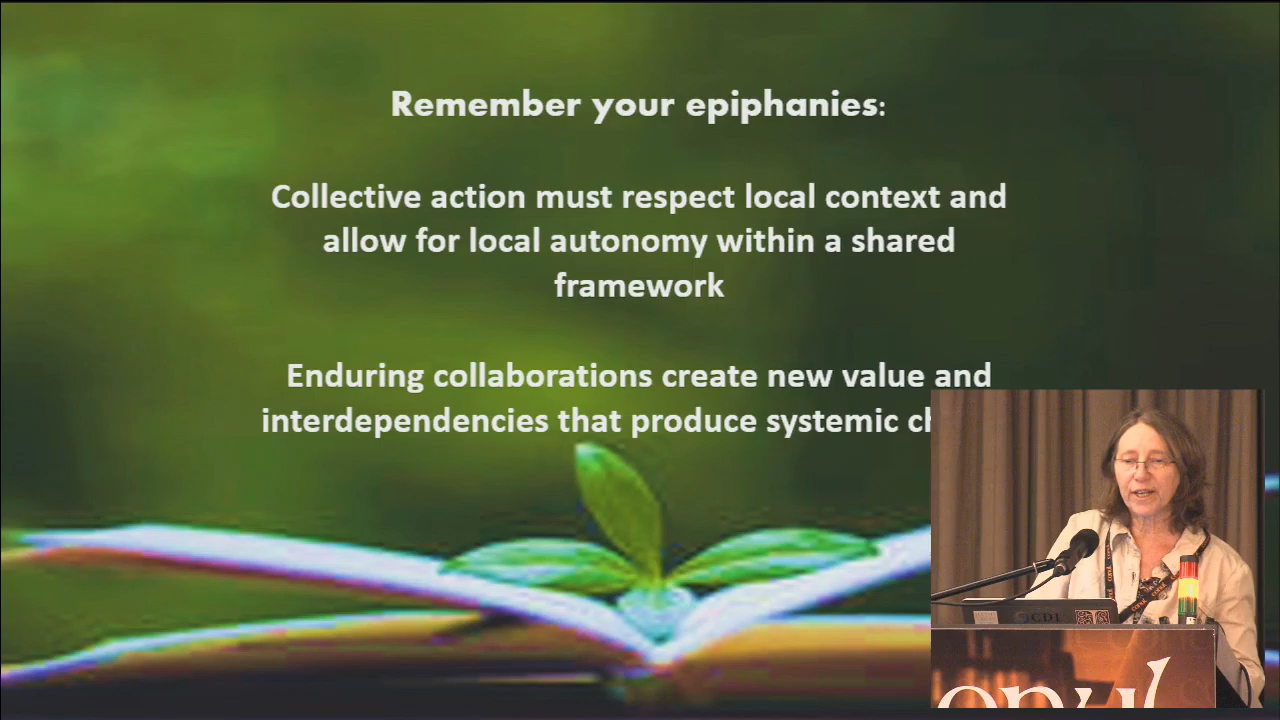 Remember your epiphanies:
Collective action must respect local context and
allow for local autonomy within a shared
framework
Enduring collaborations create new value and
interdependencies that produce systemic
CDL